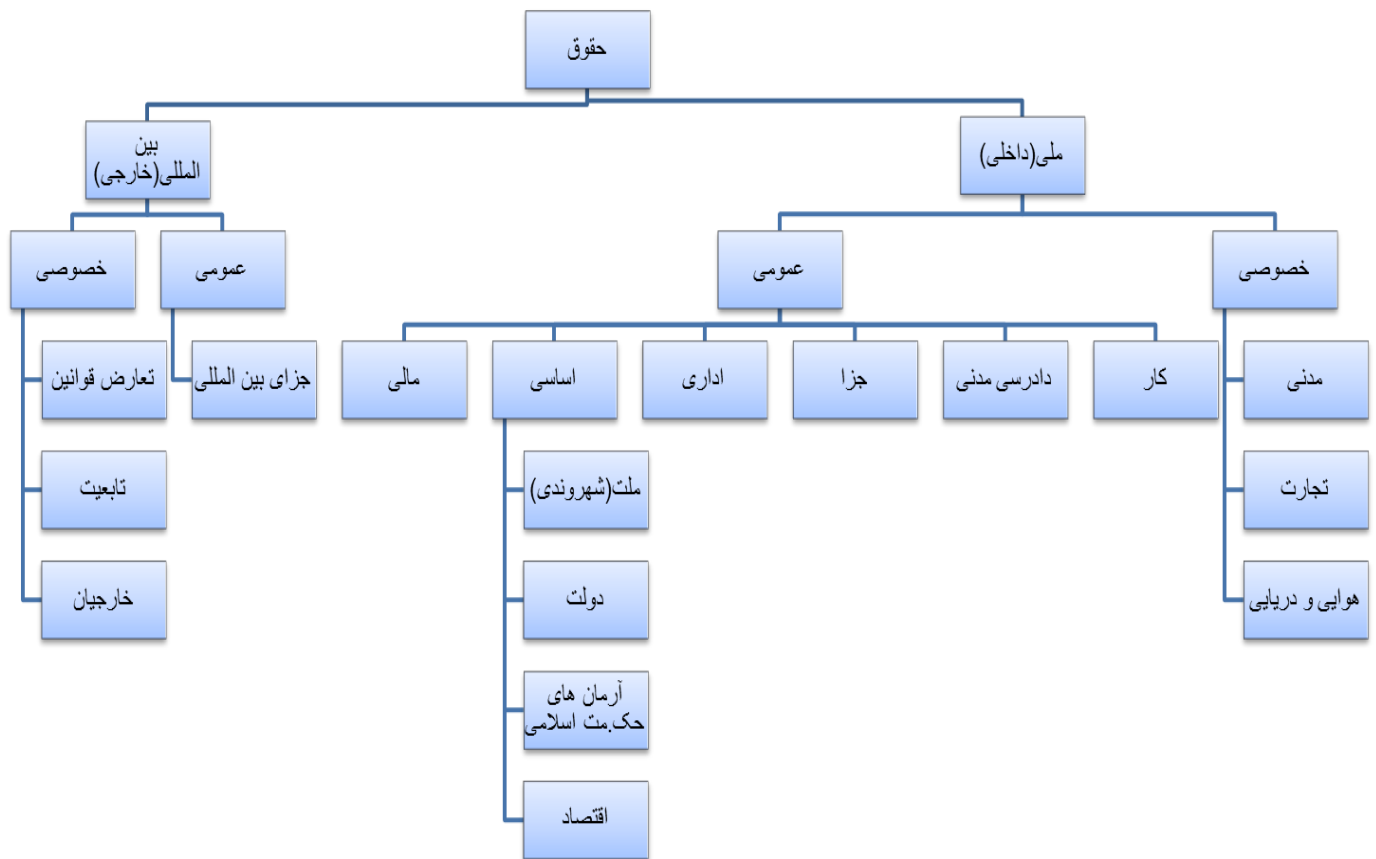 حقوق
ملی(داخلی)
بین
المللی(خارجی)
خصوصی
عمومی
عمومی
خصوصی
کار
دادرسی مدنی
جزا
اداری
اساسی
مالی
مدنی
تجارت
هوایی و دریایی
ملت(شهروندی)
دولت
آرمان های
حک.مت اسلامی
اقتصاد
جزای بین المللی
تعارض قوانین
تابعیت
خارجیان